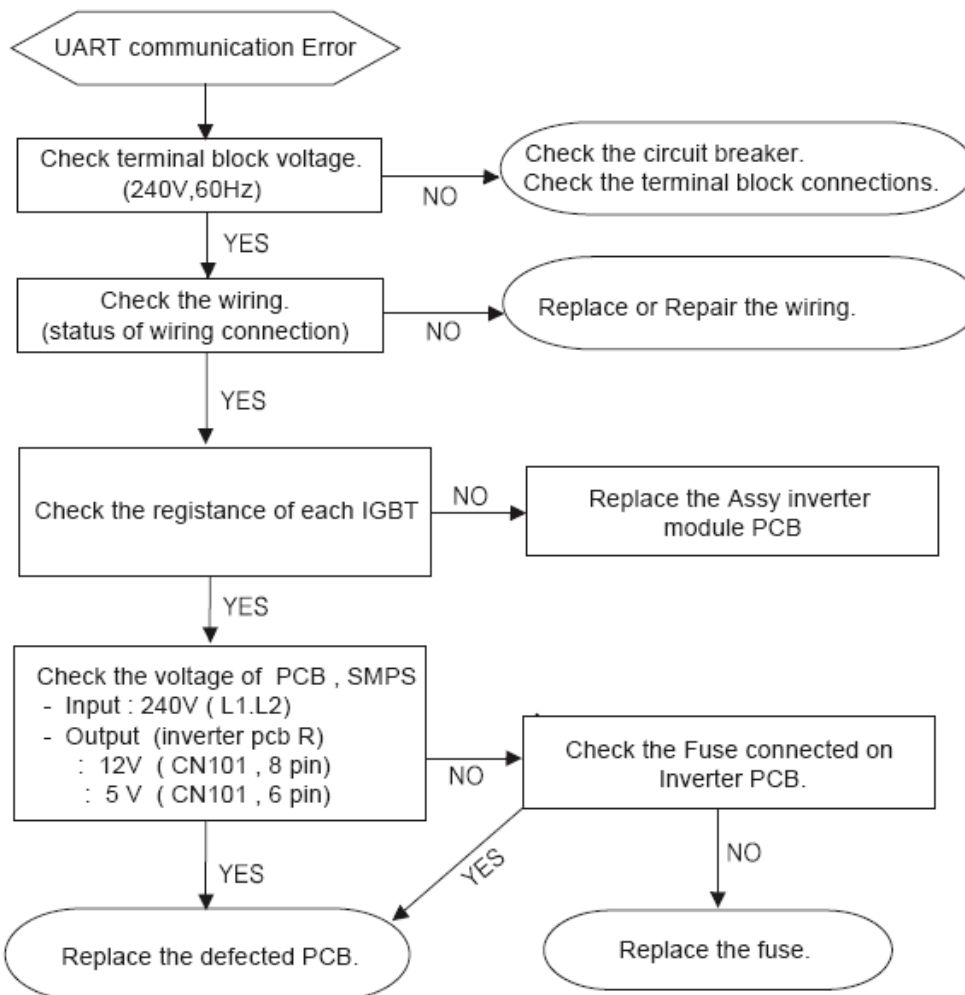 UART communication Error
Check terminal block voltage.
(240V,60Hz)
NO
Check the circuit breaker.
Check the terminal block connections.
YES
Check the wiring.
(status of wiring connection)
NO
Replace or Repair the wiring.
YES
Check the registance of each IGBT
NO
Replace the Assy inverter
module PCB
YES
Check the voltage of PCB , SMPS
- Input : 240V ( L1.L2)
- Output (inverter pcb R)
: 12V ( CN101 , 8 pin)
: 5 V ( CN101 , 6 pin)
NO
Check the Fuse connected on
Inverter PCB.
YES
YES
NO
Replace the defected PCB.
Replace the fuse.